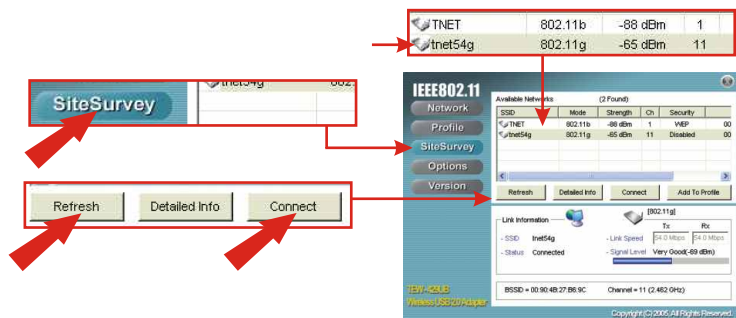 TNET 802.11b -88 dBm 1
tnet54g 802.11g -65 dBm 11
SiteSurvey
Refresh Detailed Info Connect
IEEE802.11
Network
Profile
SiteSurvey
Options
Version
Available Networks (2 Found):
SSID Mode Strength Ch Security
TNET 802.11b -88 dBm 1 WEP 00
tnet54g 802.11g -65 dBm 11 Disabled 00
Refresh Detailed Info Connect Add To Profile
Link Information [802.11g]
Tx Rx
- SSID tnet54g - Link Speed 54.0 Mbps 54.0 Mbps
- Status Connected - Signal Level Very Good(-69 dBm)
BSSID = 00:90:4B:27:B6:9C Channel = 11 (2.462 GHz)
TEW-429UB
Wireless USB 2.0 Adapter
Copyright (C) 2005, All Rights Reserved.